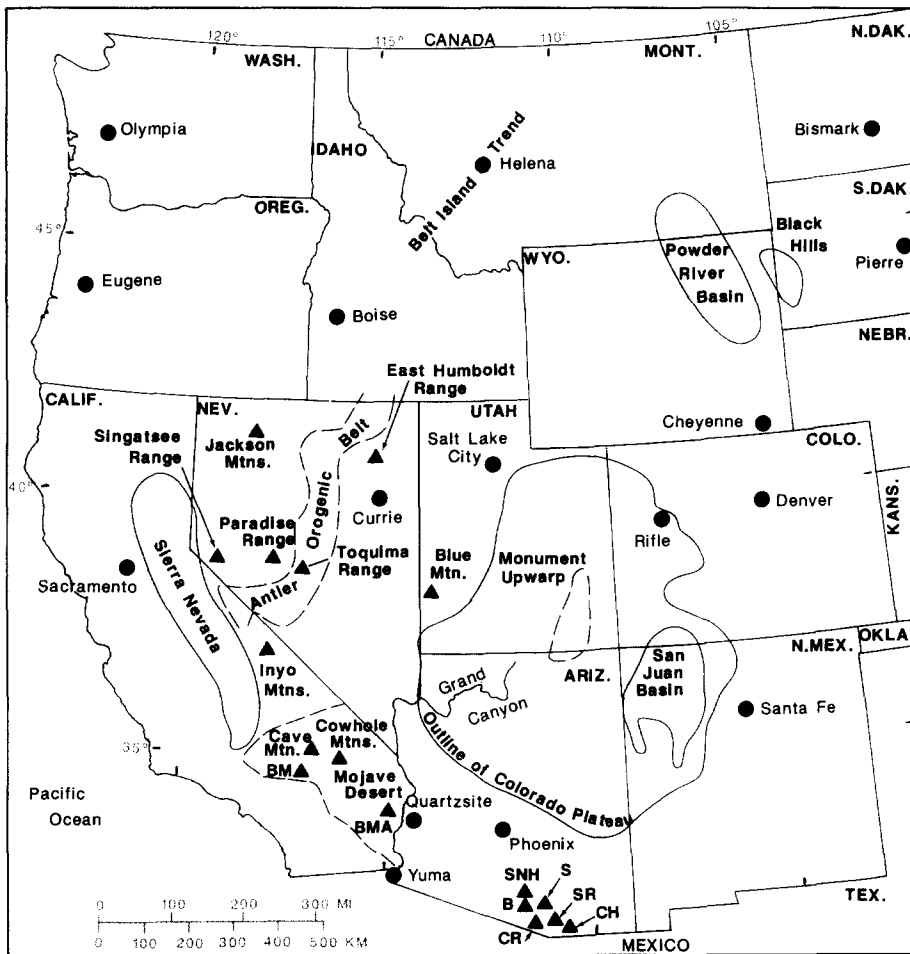 120°
115°
CANADA
110°
105°
N.DAK.
WASH.
MONT.
Olympia
IDAHO
Belt Island Trend
Helena
Bismark
S.DAK
OREG.
45°
Black
Hills
WYO.
Powder
River
Basin
Pierre
Eugene
Boise
NEBR.
East Humboldt
Range
CALIF.
NEV.
UTAH
Cheyenne
COLO.
Singatsee
Range
Jackson
Mtns.
Salt Lake
City
Antler Orogenic Belt
40°
KANS.
Currie
Denver
Rifle
Paradise
Range
Toquima
Range
Blue
Mtn.
Monument
Upwarp
Sacramento
Sierra Nevada
Inyo
Mtns.
ARIZ.
N.MEX.
OKLA
San
Juan
Basin
Grand
Canyon
Santa Fe
Outline of Colorado Plateau
35°
Cave
Mtn.
Cowhole
Mtns.
BM
Mojave
Desert
Pacific
Ocean
BMA
Quartzsite
Phoenix
Yuma
SNH
S
B
SR
CH
CR
TEX.
MEXICO
0 100 200 300 MI
0 100 200 300 400 500 KM